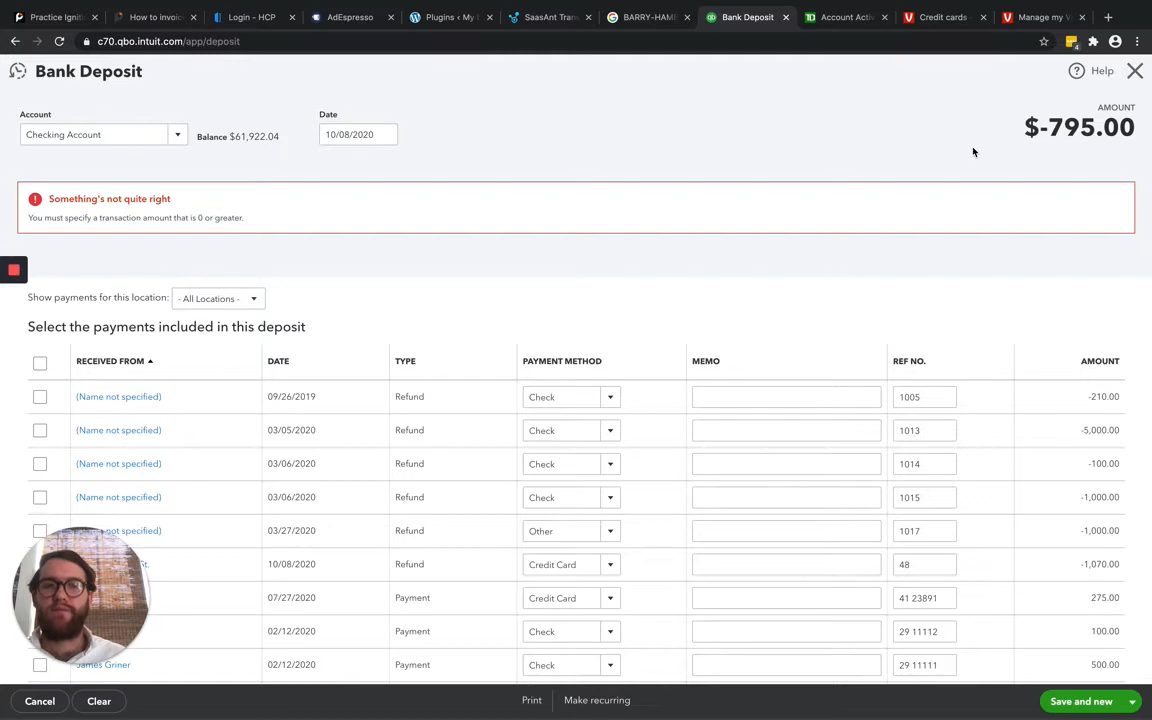 Practice Igniti
How to invoic
Login - HCP
AdEspresso
Plugins ‹ My
SaasAnt Tran
BARRY-HAMI
Bank Deposit
Account Activ
Credit cards -
Manage my V
c70.qbo.intuit.com/app/deposit
Bank Deposit
Help
Account
Date
AMOUNT
Checking Account
Balance $61,922.04
10/08/2020
$-795.00
Something's not quite right
You must specify a transaction amount that is 0 or greater.
Show payments for this location: - All Locations -
Select the payments included in this deposit
RECEIVED FROM DATE TYPE PAYMENT METHOD MEMO REF NO. AMOUNT
(Name not specified) 09/26/2019 Refund Check 1005 -210.00
(Name not specified) 03/05/2020 Refund Check 1013 -5,000.00
(Name not specified) 03/06/2020 Refund Check 1014 -100.00
(Name not specified) 03/06/2020 Refund Check 1015 -1,000.00
not specified) 03/27/2020 Refund Other 1017 -1,000.00
St. 10/08/2020 Refund Credit Card 48 -1,070.00
07/27/2020 Payment Credit Card 41 23891 275.00
02/12/2020 Payment Check 29 11112 100.00
James Griner 02/12/2020 Payment Check 29 11111 500.00
Cancel
Clear
Print
Make recurring
Save and new